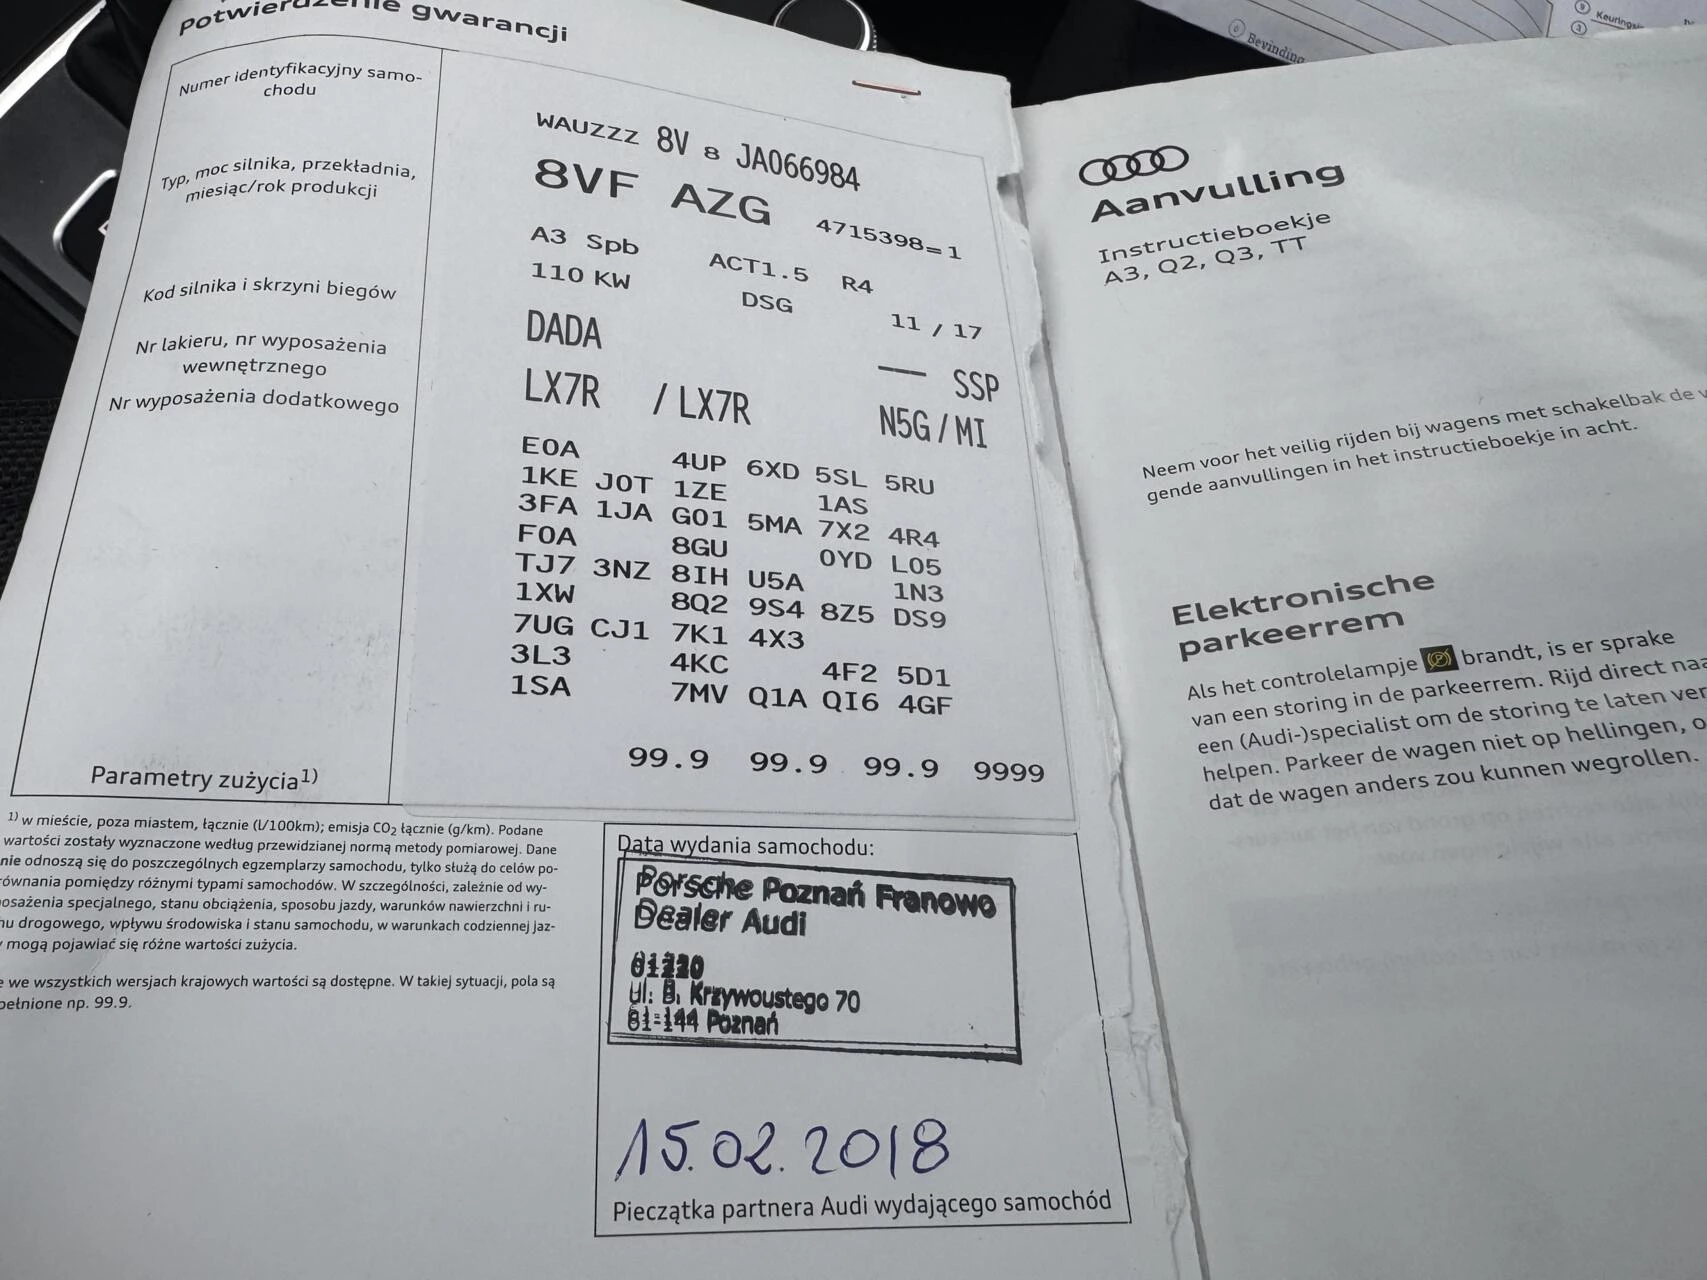 Potwierdzenie gwarancji
Numer identyfikacyjny samo-
chodu
Typ, moc silnika, przekładnia,
miesiąc/rok produkcji
Kod silnika i skrzyni biegów
Nr lakieru, nr wyposażenia
wewnętrznego
Nr wyposażenia dodatkowego
Parametry zużycia1)
WAUZZZ 8V 8 JA066984
8VF AZG 4715398=1
A3 Spb ACT1.5 R4
110 KW DSG 11 / 17
DADA --- SSP
LX7R / LX7R N5G / MI
E0A 4UP 6XD 5SL 5RU
1KE J0T 1ZE 1AS
3FA 1JA G01 5MA 7X2 4R4
F0A 8GU 0YD L05
TJ7 3NZ 8IH U5A 1N3
1XW 8Q2 9S4 8Z5 DS9
7UG CJ1 7K1 4X3
3L3 4KC 4F2 5D1
1SA 7MV Q1A QI6 4GF
99.9 99.9 99.9 9999
1) w mieście, poza miastem, łącznie (l/100km); emisja CO2 łącznie (g/km). Podane
wartości zostały wyznaczone według przewidzianej normą metody pomiarowej. Dane
nie odnoszą się do poszczególnych egzemplarzy samochodu, tylko służą do celów po-
równania pomiędzy różnymi typami samochodów. W szczególności, zależnie od wy-
osażenia specjalnego, stanu obciążenia, sposobu jazdy, warunków nawierzchni i ru-
hu drogowego, wpływu środowiska i stanu samochodu, w warunkach codziennej jaz-
y mogą pojawiać się różne wartości zużycia.
e we wszystkich wersjach krajowych wartości są dostępne. W takiej sytuacji, pola są
pełnione np. 99.9.
Data wydania samochodu:
Porsche Poznań Franowo
Dealer Audi
ul. B. Krzywoustego 70
61-144 Poznań
15.02.2018
Pieczątka partnera Audi wydającego samochód
6 Bevinding
9 Keurings
3
Aanvulling
Instructieboekje
A3, Q2, Q3, TT
Neem voor het veilig rijden bij wagens met schakelbak de v
gende aanvullingen in het instructieboekje in acht.
Elektronische
parkeerrem
Als het controlelampje brandt, is er sprake
van een storing in de parkeerrem. Rijd direct naa
een (Audi-)specialist om de storing te laten ver
helpen. Parkeer de wagen niet op hellingen, o
dat de wagen anders zou kunnen wegrollen.